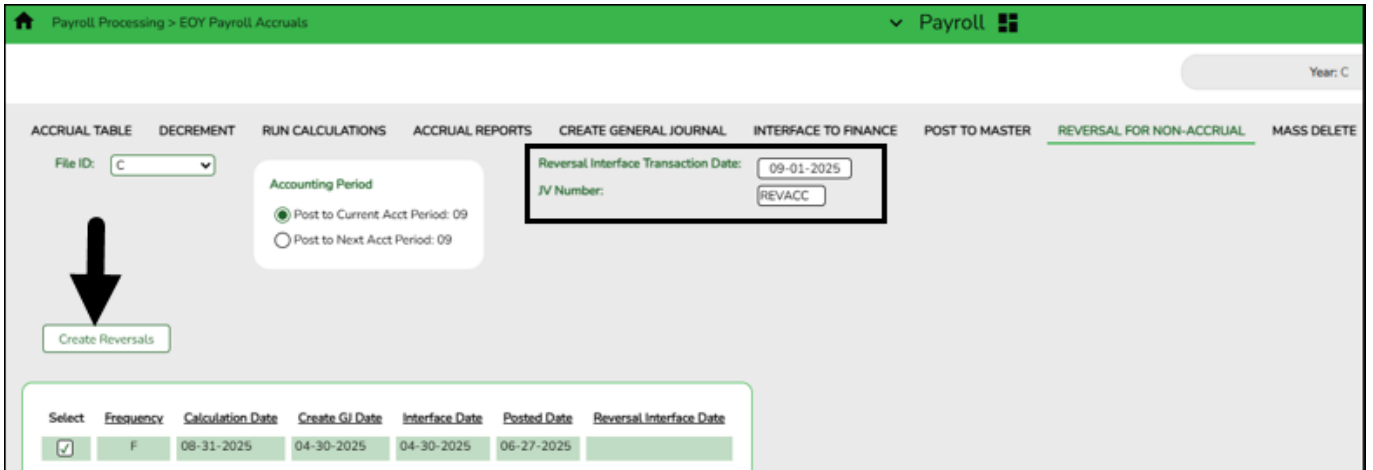 Payroll Processing > EOY Payroll Accruals
Payroll
Year: C
ACCRUAL TABLE DECREMENT RUN CALCULATIONS ACCRUAL REPORTS CREATE GENERAL JOURNAL INTERFACE TO FINANCE POST TO MASTER REVERSAL FOR NON-ACCRUAL MASS DELETE
File ID: C
Accounting Period
Post to Current Acct Period: 09
Post to Next Acct Period: 09
Reversal Interface Transaction Date: 09-01-2025
JV Number: REVACC
Create Reversals
Select Frequency Calculation Date Create GJ Date Interface Date Posted Date Reversal Interface Date
F 08-31-2025 04-30-2025 04-30-2025 06-27-2025